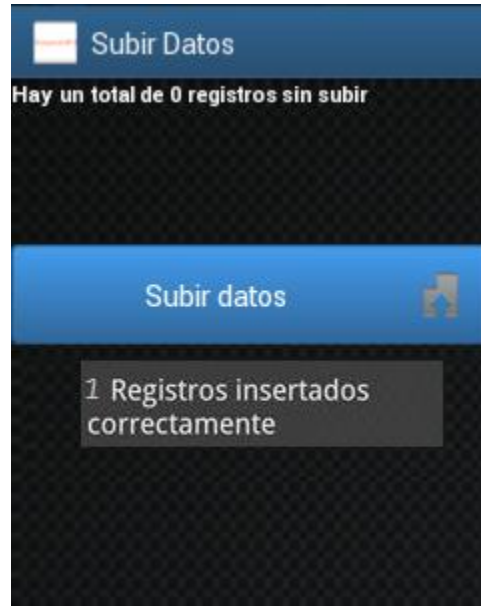 Subir Datos
Hay un total de 0 registros sin subir
Subir datos
1 Registros insertados
correctamente